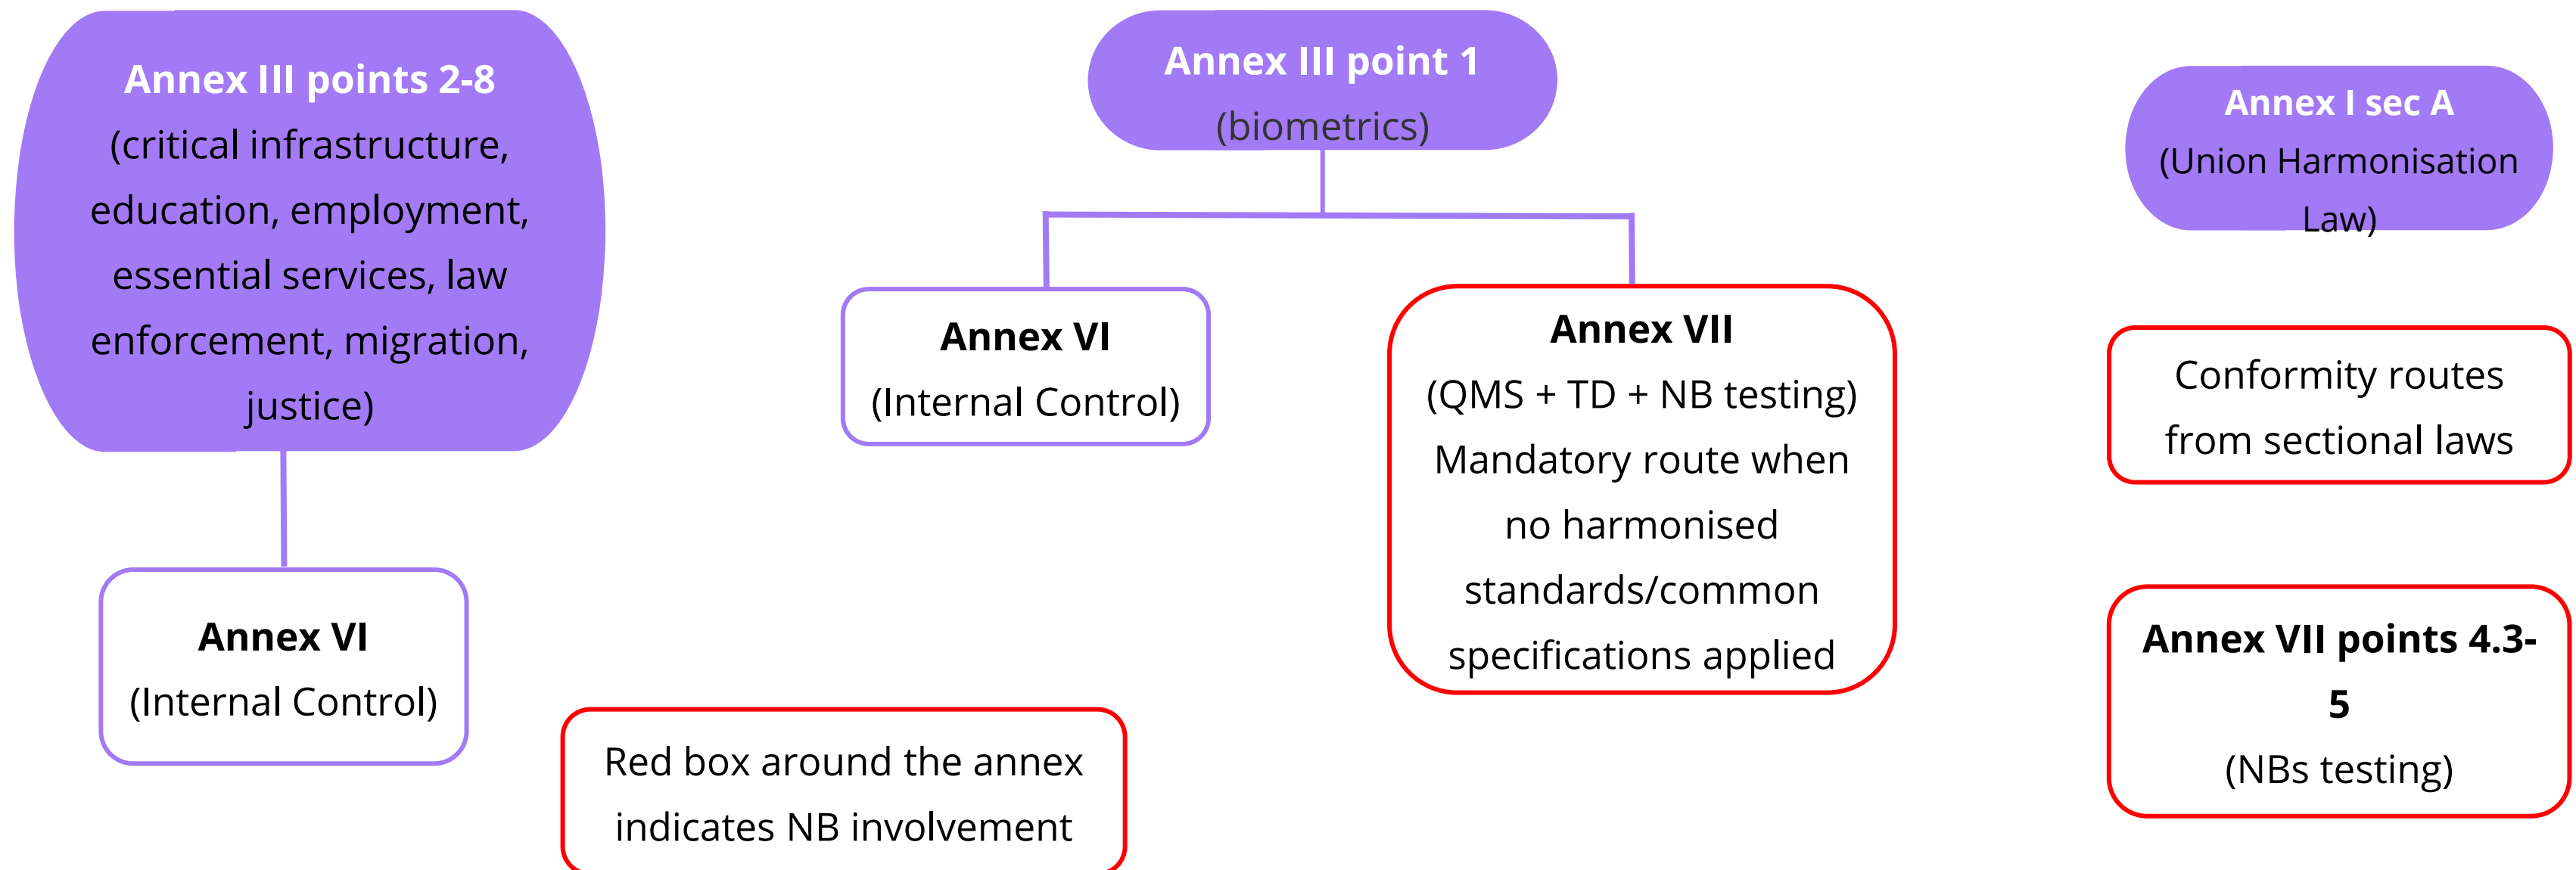 Annex III points 2-8
(critical infrastructure,
education, employment,
essential services, law
enforcement, migration,
justice)
Annex VI
(Internal Control)
Annex III point 1
(biometrics)
Annex VI
(Internal Control)
Annex VII
(QMS + TD + NB testing)
Mandatory route when
no harmonised
standards/common
specifications applied
Red box around the annex
indicates NB involvement
Annex I sec A
(Union Harmonisation
Law)
Conformity routes
from sectional laws
Annex VII points 4.3-
5
(NBs testing)